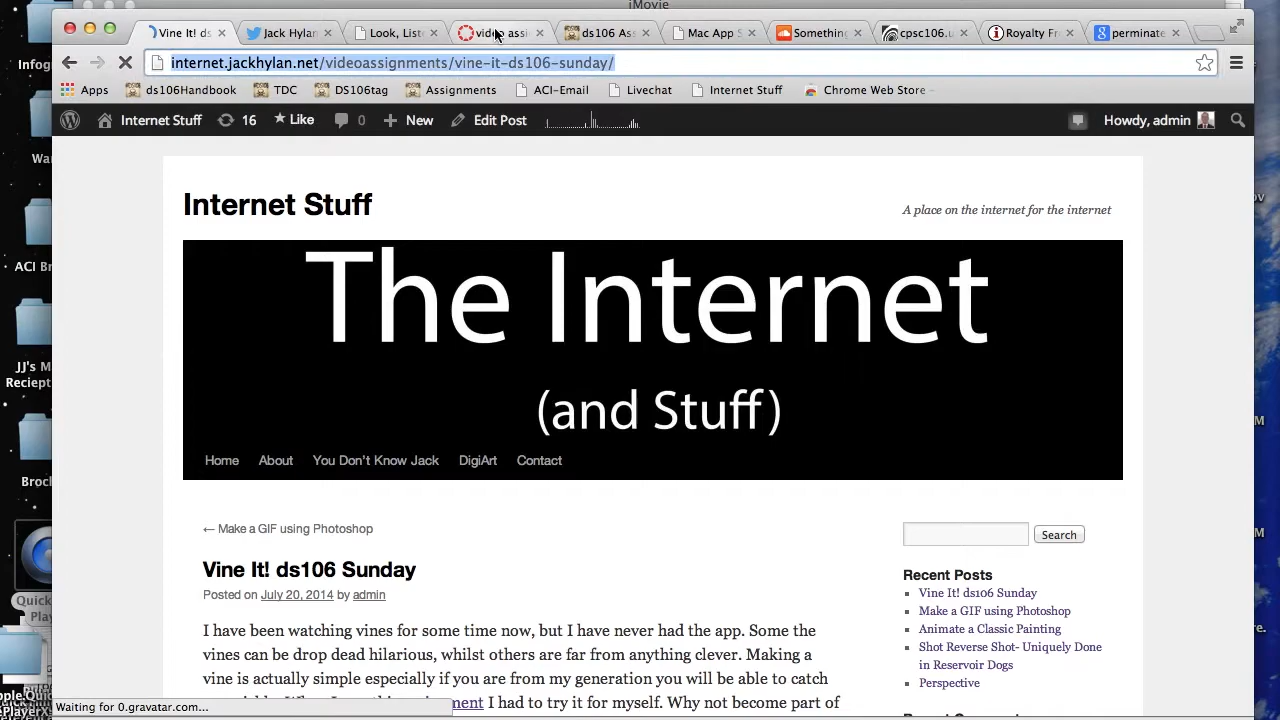 iMovie
Vine It! ds
Jack Hylan
Look, Liste
video assi
ds106 Ass
Mac App S
Something
cpsc106.u
Royalty Fr
perminate
internet.jackhylan.net/videoassignments/vine-it-ds106-sunday/
Apps
ds106Handbook
TDC
DS106tag
Assignments
ACI-Email
Livechat
Internet Stuff
Chrome Web Store
Internet Stuff
16
Like
0
New
Edit Post
Howdy, admin
Infog
Wa
ACI Br
JJ's M
Reciept
Broc
Quick
Play
Internet Stuff
A place on the internet for the internet
The Internet
(and Stuff)
Home
About
You Don't Know Jack
DigiArt
Contact
← Make a GIF using Photoshop
Search
Vine It! ds106 Sunday
Posted on July 20, 2014 by admin
I have been watching vines for some time now, but I have never had the app. Some the
vines can be drop dead hilarious, whilst others are far from anything clever. Making a
vine is actually simple especially if you are from my generation you will be able to catch
I had to try it for myself. Why not become part of
Recent Posts
Vine It! ds106 Sunday
Make a GIF using Photoshop
Animate a Classic Painting
Reverse Shot- Uniquely Done
in Reservoir Dogs
Perspective
Waiting for 0.gravatar.com...